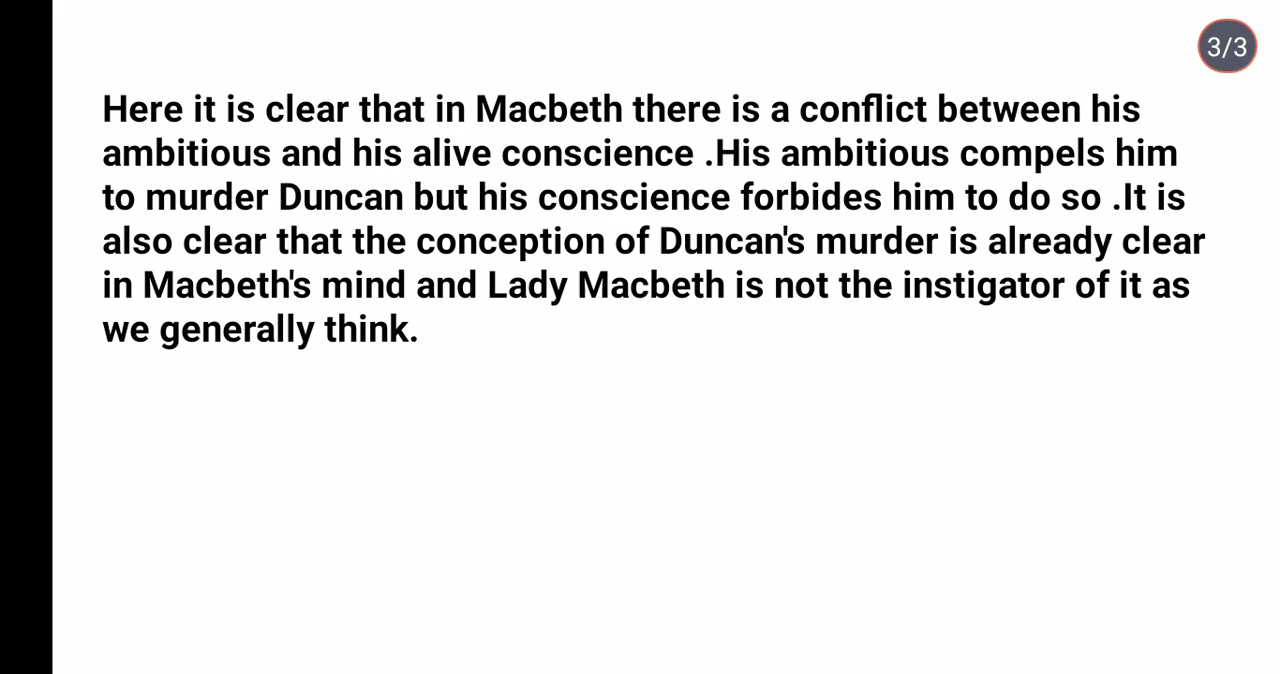 3/3
Here it is clear that in Macbeth there is a conflict between his
ambitious and his alive conscience .His ambitious compels him
to murder Duncan but his conscience forbides him to do so .It is
also clear that the conception of Duncan's murder is already clear
in Macbeth's mind and Lady Macbeth is not the instigator of it as
we generally think.